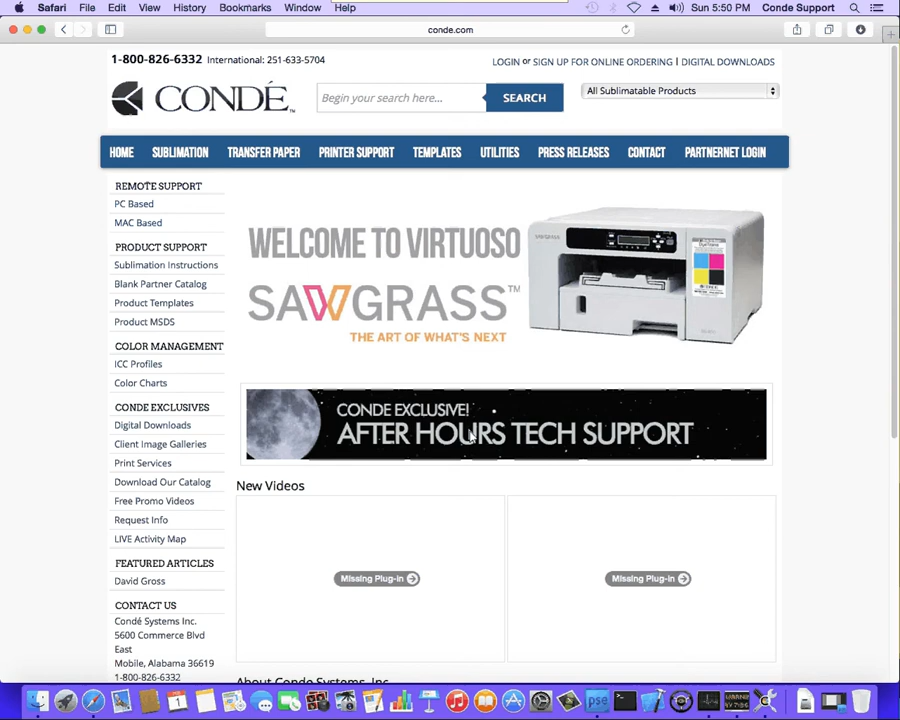 Safari File Edit View History Bookmarks Window Help Sun 5:50 PM Conde Support
conde.com
1-800-826-6332 International: 251-633-5704
LOGIN or SIGN UP FOR ONLINE ORDERING | DIGITAL DOWNLOADS
CONDÉ
Begin your search here...
SEARCH
All Sublimatable Products
HOME SUBLIMATION TRANSFER PAPER PRINTER SUPPORT TEMPLATES UTILITIES PRESS RELEASES CONTACT PARTNERNET LOGIN
REMOTE SUPPORT
PC Based
MAC Based
PRODUCT SUPPORT
Sublimation Instructions
Blank Partner Catalog
Product Templates
Product MSDS
COLOR MANAGEMENT
ICC Profiles
Color Charts
CONDE EXCLUSIVES
Digital Downloads
Client Image Galleries
Print Services
Download Our Catalog
Free Promo Videos
Request Info
LIVE Activity Map
FEATURED ARTICLES
David Gross
CONTACT US
Condé Systems Inc.
5600 Commerce Blvd
East
Mobile, Alabama 36619
1-800-826-6332
WELCOME TO VIRTUOSO
SAWGRASS™
THE ART OF WHAT'S NEXT
CONDE EXCLUSIVE!
AFTER HOURS TECH SUPPORT
New Videos
Missing Plug-in
Missing Plug-in
About Conde Systems, Inc.
pse